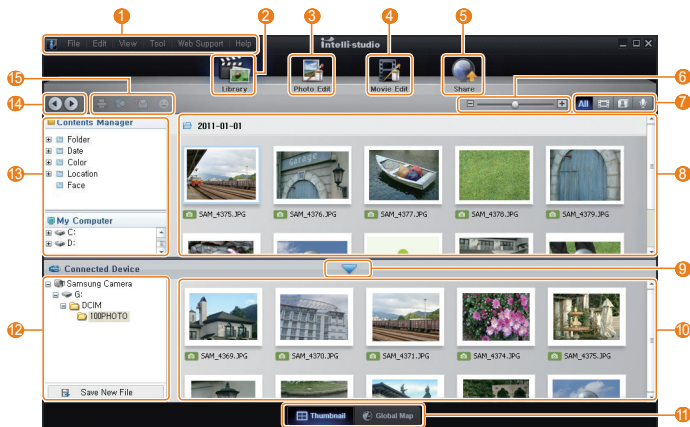 1 2 3 4 5
File Edit View Tool Web Support Help
intelli-studio
Library Photo Edit Movie Edit Share
15 6
14 All 7
Contents Manager
2011-01-01
Folder
Date
Color
Location
Face
13 8
SAM_4375.JPG SAM_4376.JPG SAM_4377.JPG SAM_4378.JPG SAM_4379.JPG
My Computer
C:
D:
Connected Device 9
Samsung Camera
G:
DCIM
100PHOTO
12 10
SAM_4369.JPG SAM_4370.JPG SAM_4371.JPG SAM_4374.JPG SAM_4375.JPG
Save New File
Thumbnail Global Map 11